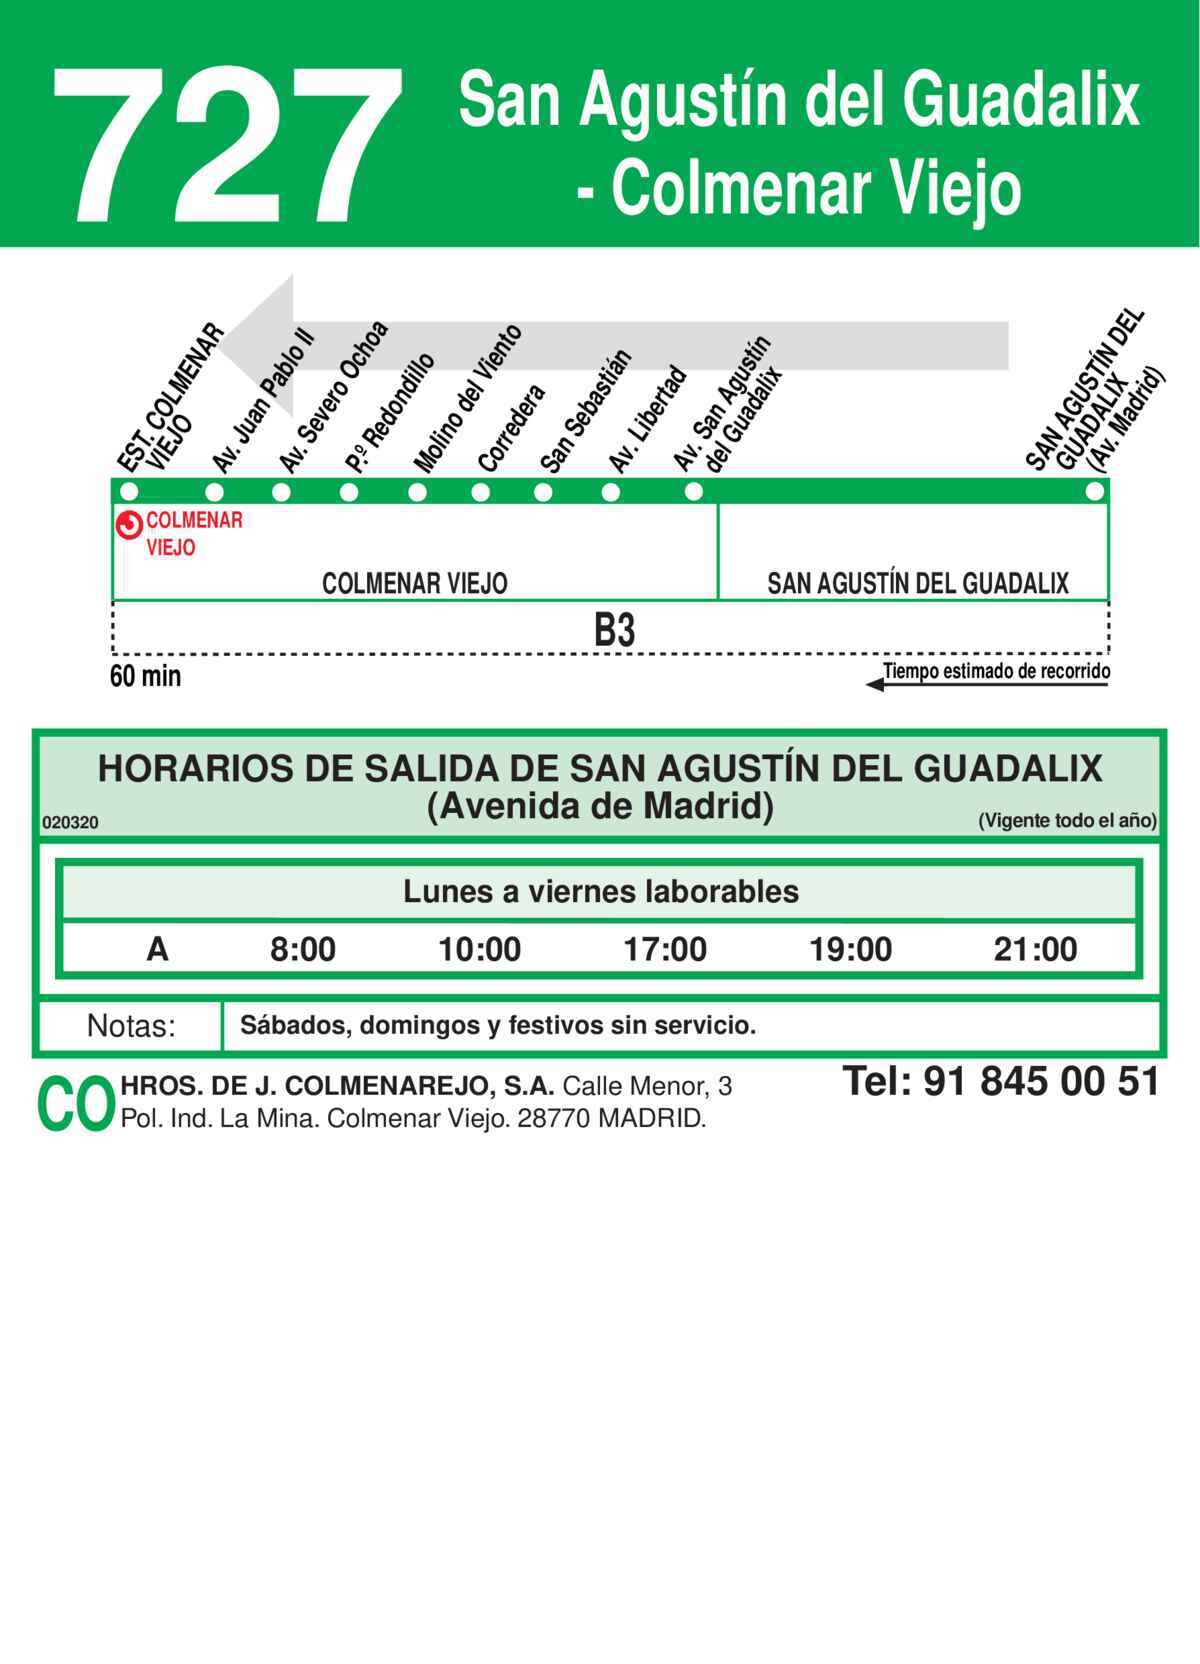 727
San Agustín del Guadalix
- Colmenar Viejo
EST. COLMENAR
VIEJO
Av. Juan Pablo II
Av. Severo Ochoa
P.º Redondillo
Molino del Viento
Corredera
San Sebastián
Av. Libertad
Av. San Agustín
del Guadalix
SAN AGUSTÍN DEL
GUADALIX
(Av. Madrid)
COLMENAR
VIEJO
COLMENAR VIEJO
SAN AGUSTÍN DEL GUADALIX
B3
60 min
Tiempo estimado de recorrido
HORARIOS DE SALIDA DE SAN AGUSTÍN DEL GUADALIX
(Avenida de Madrid)
020320
(Vigente todo el año)
Lunes a viernes laborables
A 8:00 10:00 17:00 19:00 21:00
Notas: Sábados, domingos y festivos sin servicio.
CO
HROS. DE J. COLMENAREJO, S.A. Calle Menor, 3
Pol. Ind. La Mina. Colmenar Viejo. 28770 MADRID.
Tel: 91 845 00 51